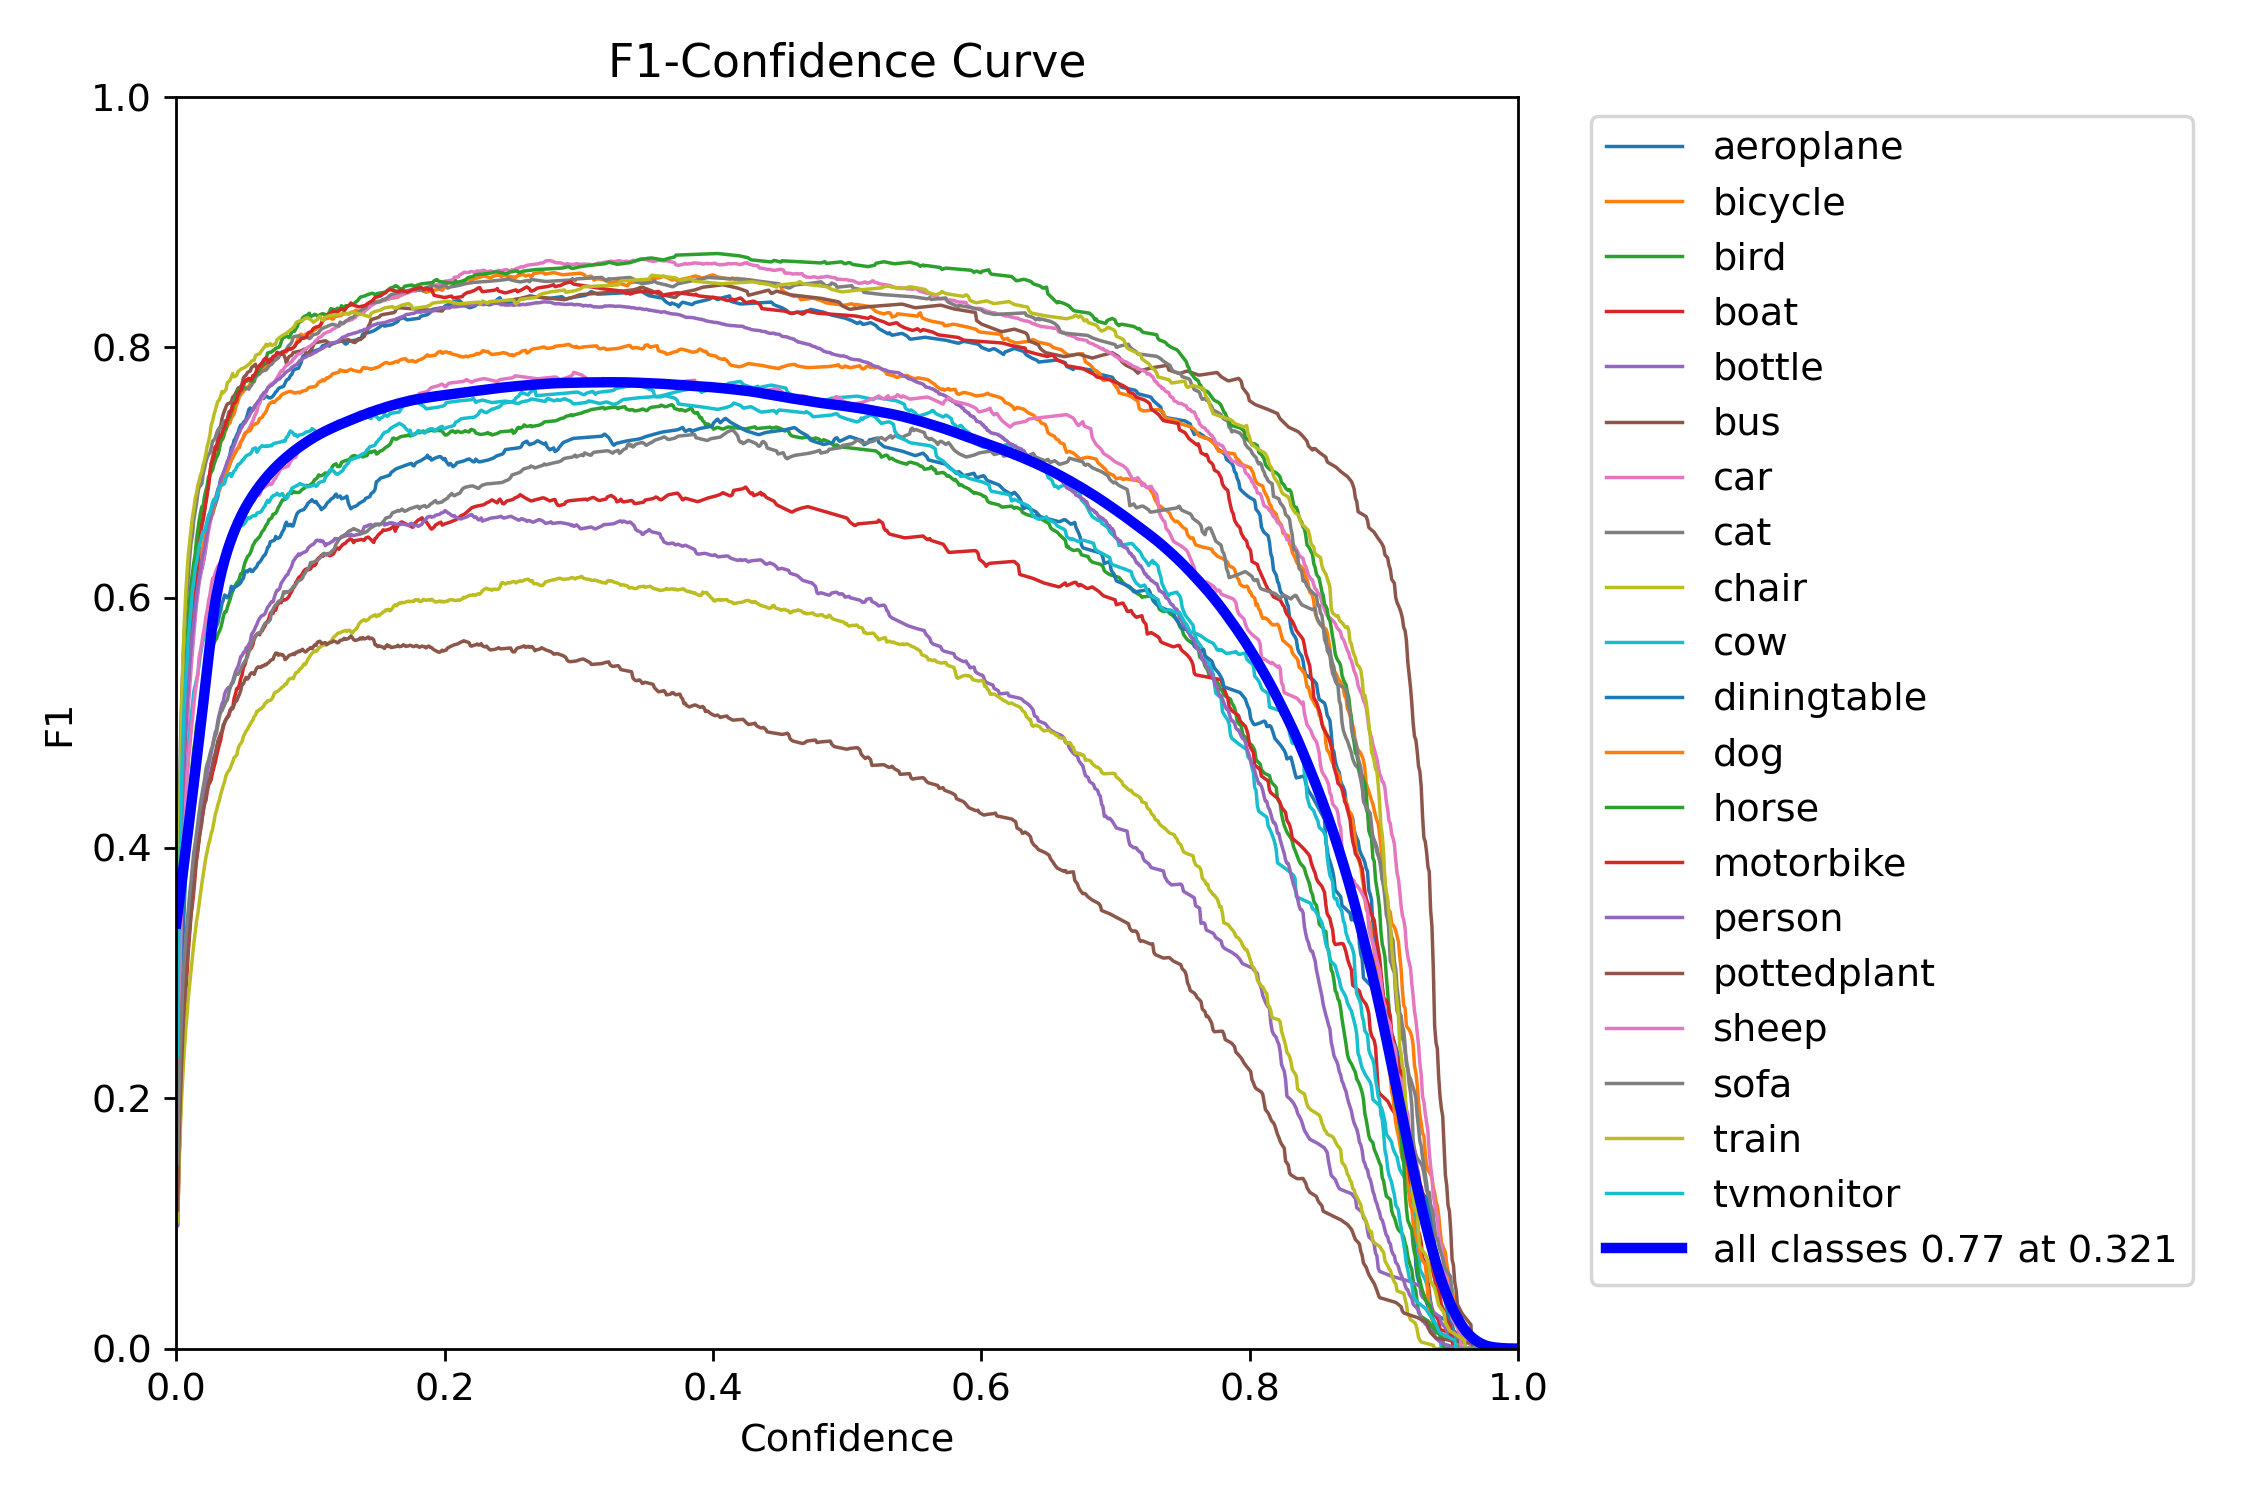 F1-Confidence Curve
1.0
0.8
0.6
0.4
0.2
0.0
F1
0.0 0.2 0.4 0.6 0.8 1.0
Confidence
aeroplane
bicycle
bird
boat
bottle
bus
car
cat
chair
cow
diningtable
dog
horse
motorbike
person
pottedplant
sheep
sofa
train
tvmonitor
all classes 0.77 at 0.321